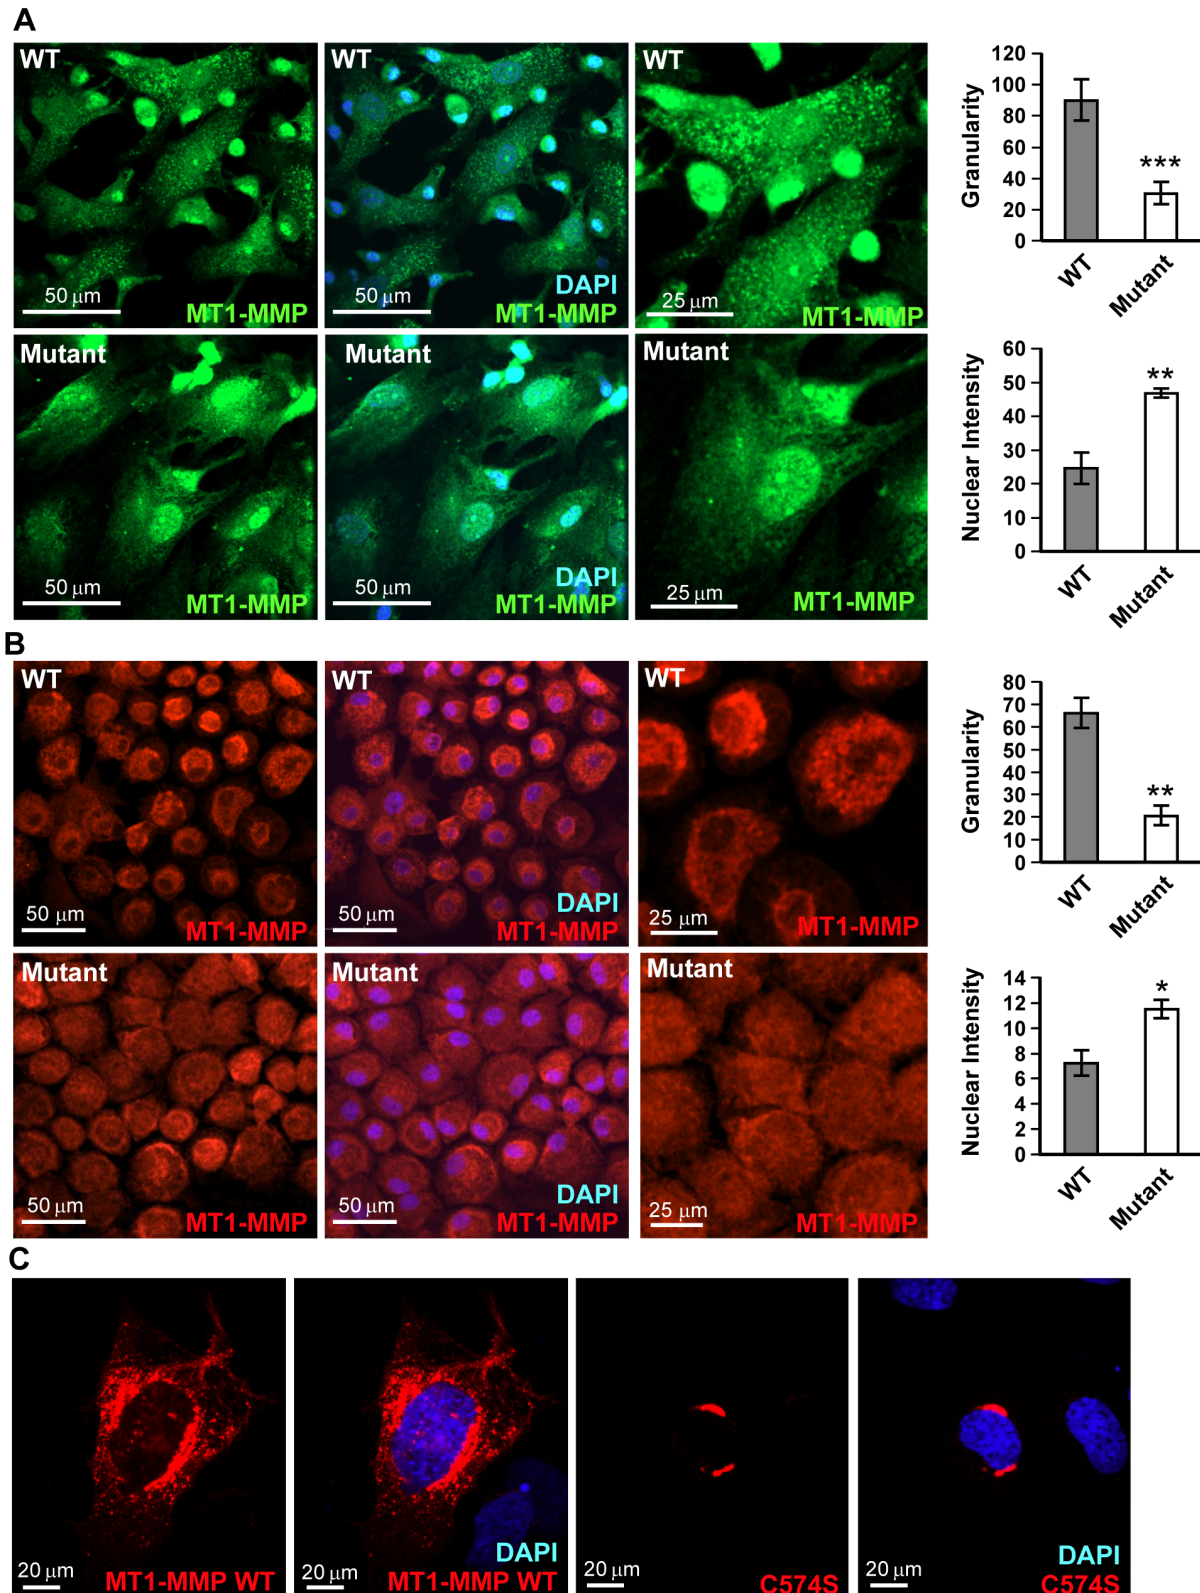 A
WT
50 µm
MT1-MMP
WT
50 µm
DAPI
MT1-MMP
WT
25 µm
MT1-MMP
Granularity
120
100
80
60
40
20
0
***
WT
Mutant
Mutant
50 µm
MT1-MMP
Mutant
50 µm
DAPI
MT1-MMP
Mutant
25 µm
MT1-MMP
Nuclear Intensity
60
50
40
30
20
10
0
**
WT
Mutant
B
WT
50 µm
MT1-MMP
WT
50 µm
DAPI
MT1-MMP
WT
25 µm
MT1-MMP
Granularity
80
70
60
50
40
30
20
10
0
**
WT
Mutant
Mutant
50 µm
MT1-MMP
Mutant
50 µm
DAPI
MT1-MMP
Mutant
25 µm
MT1-MMP
Nuclear Intensity
14
12
10
8
6
4
2
0
*
WT
Mutant
C
20 µm
MT1-MMP WT
20 µm
DAPI
MT1-MMP WT
20 µm
C574S
20 µm
DAPI
C574S